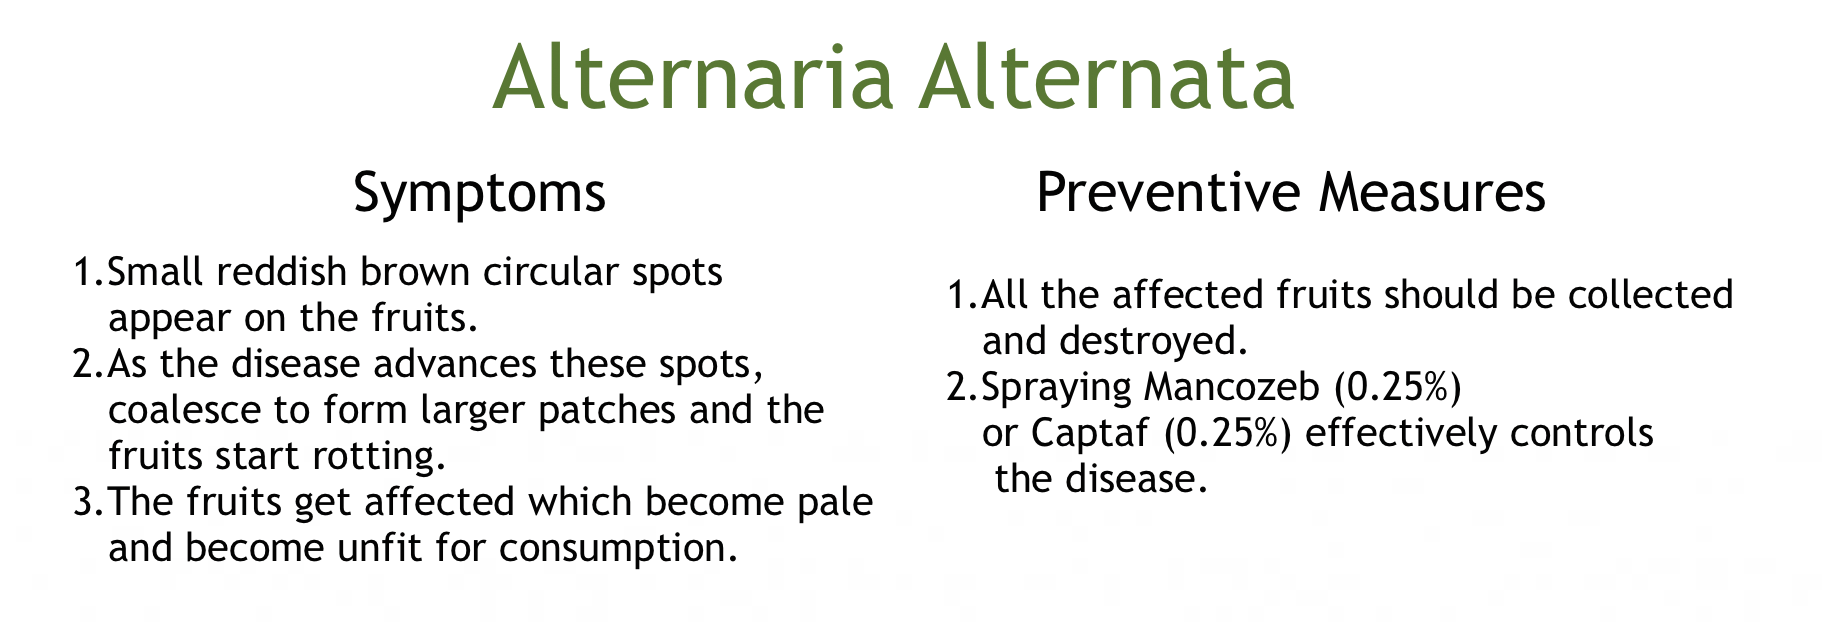 Alternaria Alternata
Symptoms
1.Small reddish brown circular spots
appear on the fruits.
2.As the disease advances these spots,
coalesce to form larger patches and the
fruits start rotting.
3.The fruits get affected which become pale
and become unfit for consumption.
Preventive Measures
1.All the affected fruits should be collected
and destroyed.
2.Spraying Mancozeb (0.25%)
or Captaf (0.25%) effectively controls
the disease.